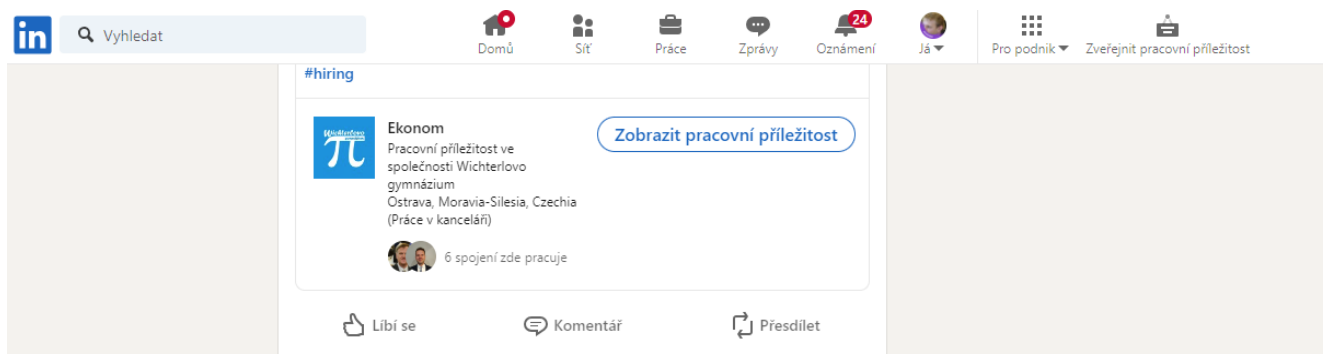 in
Vyhledat
Domů
Síť
Práce
Zprávy
24
Oznámení
Já
Pro podnik
Zveřejnit pracovní příležitost
#hiring
Wichterlovo
π
Ekonom
Pracovní příležitost ve
společnosti Wichterlovo
gymnázium
Ostrava, Moravia-Silesia, Czechia
(Práce v kanceláři)
Zobrazit pracovní příležitost
6 spojení zde pracuje
Líbí se
Komentář
Přesdílet